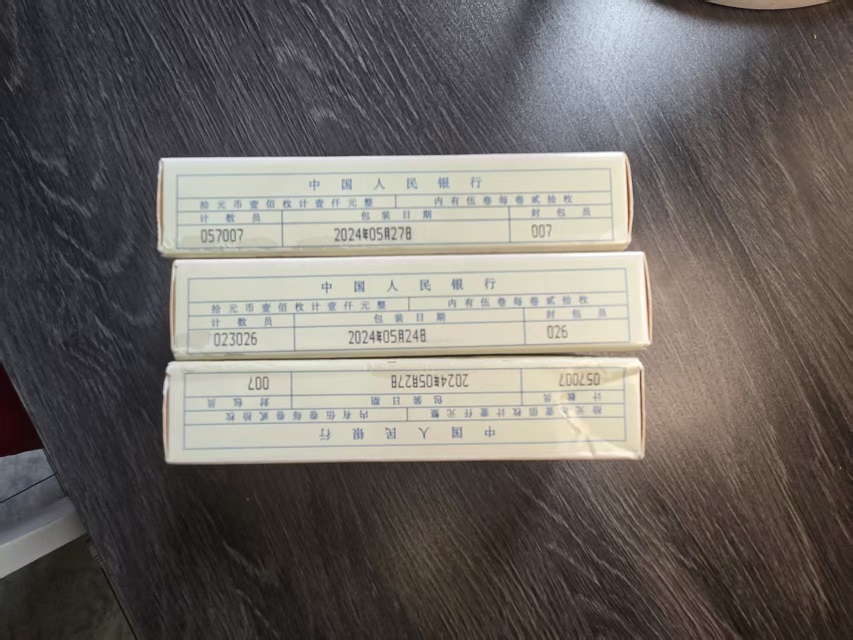 中国人民银行
拾元币壹佰枚计壹仟元整 内有伍卷每卷贰拾枚
计数员 包装日期 封包员
057007 2024年05月27日 007
中国人民银行
拾元币壹佰枚计壹仟元整 内有伍卷每卷贰拾枚
计数员 包装日期 封包员
023026 2024年05月24日 026
中国人民银行
拾元币壹佰枚计壹仟元整 内有伍卷每卷贰拾枚
计数员 包装日期 封包员
057007 2024年05月27日 007